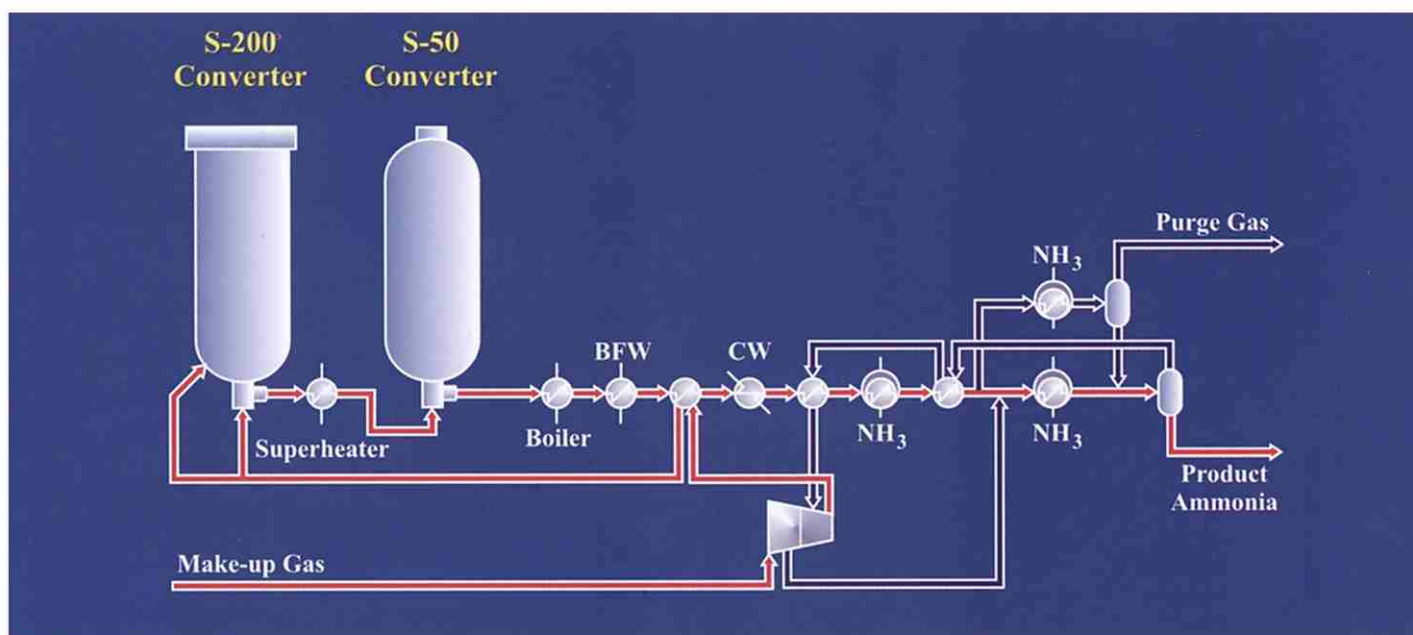 S-200
Converter
S-50
Converter
Purge Gas
NH3
BFW
CW
Superheater
Boiler
NH3
NH3
Product
Ammonia
Make-up Gas